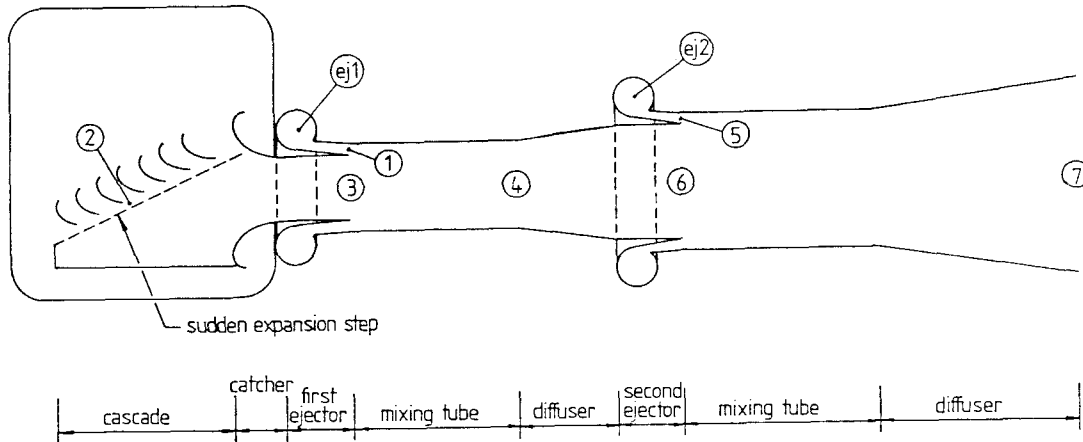 ej1
ej2
2
1
5
3
4
6
7
sudden expansion step
cascade
catcher
first
ejector
mixing tube
diffuser
second
ejector
mixing tube
diffuser